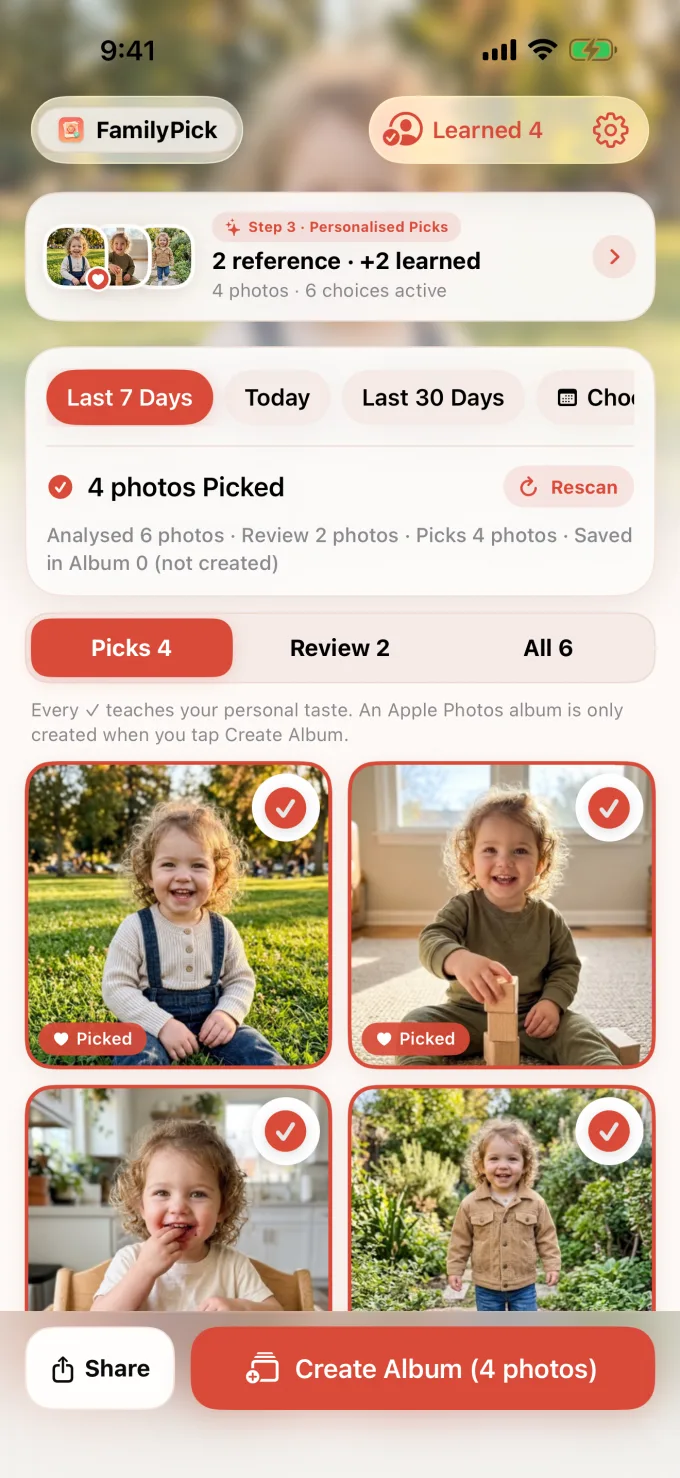 9:41
FamilyPick
Learned 4
Step 3 · Personalised Picks
2 reference · +2 learned
4 photos · 6 choices active
Last 7 Days
Today
Last 30 Days
4 photos Picked
Rescan
Analysed 6 photos · Review 2 photos · Picks 4 photos · Saved
in Album 0 (not created)
Picks 4
Review 2
All 6
Every ✓ teaches your personal taste. An Apple Photos album is only
created when you tap Create Album.
Picked
Picked
Share
Create Album (4 photos)